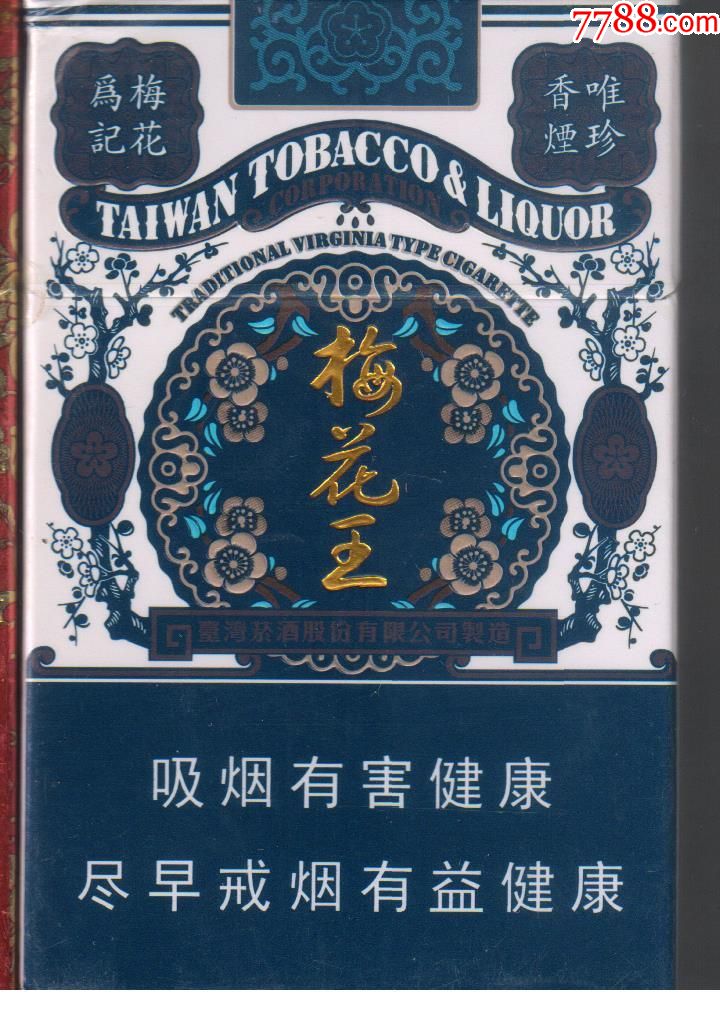 7788.com
梅花
爲記
唯珍
香煙
TAIWAN TOBACCO & LIQUOR
CORPORATION
TRADITIONAL VIRGINIA TYPE CIGARETTE
梅花王
臺灣菸酒股份有限公司製造
吸烟有害健康
尽早戒烟有益健康